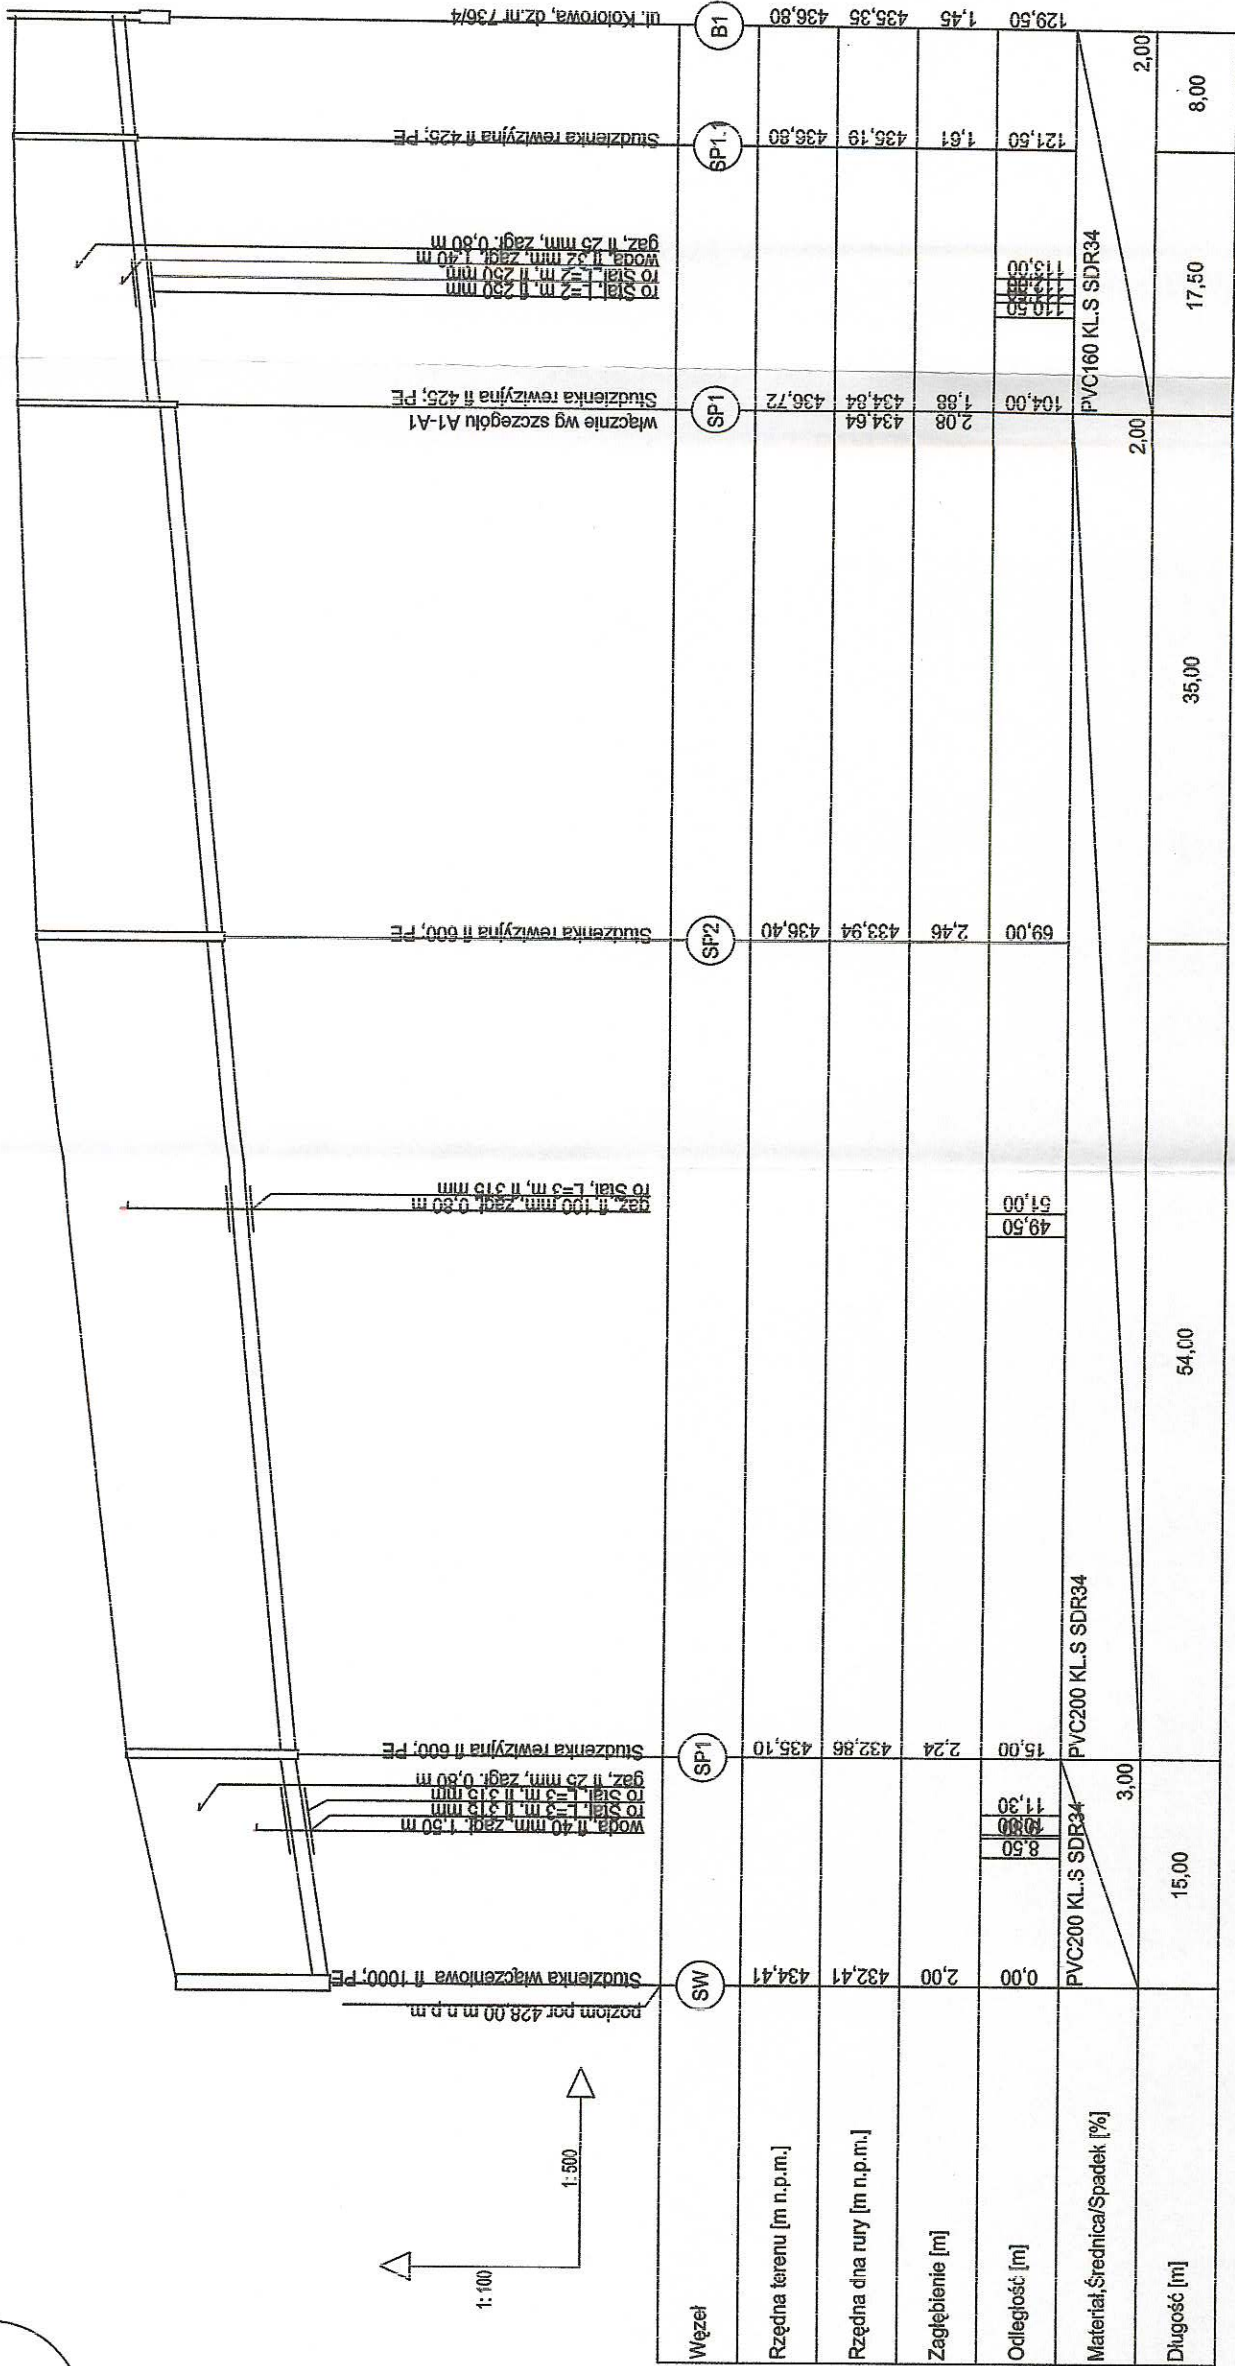 1:100
1:500
poziom por. 428,00 m n.p.m.
Studzienka włączeniowa fi 1000; PE
woda, fi 40 mm, zagł. 1,50 m
ro Stal, L=3 m, fi 315 mm
ro Stal, L=3 m, fi 315 mm
gaz, fi 25 mm, zagł. 0,80 m
Studzenka rewizyjna fi 600; PE
gaz, fi 100 mm, zagł. 0,80 m
ro Stal, L=3 m, fi 315 mm
Studzenka rewizyjna fi 600; PE
włącznie wg szczegółu A1-A1
Studzienka rewizyjna fi 425; PE
ro Stal, L=2 m, fi 250 mm
ro Stal, L=2 m, fi 250 mm
woda, fi 32 mm, zagł. 1,40 m
gaz, fi 25 mm, zagł. 0,80 m
Studzienka rewizyjna fi 425; PE
ul. Kolorowa, dz.nr 736/4
Węzeł
SW
SP1
SP2
SP1
SP1.1
B1
Rzędna terenu [m n.p.m.]
434,41
435,10
436,40
436,72
436,80
436,80
Rzędna dna rury [m n.p.m.]
432,41
432,86
433,94
434,64
434,84
435,19
435,35
Zagłębienie [m]
2,00
2,24
2,46
2,08
1,88
1,61
1,45
Odległość [m]
0,00
8,50
11,30
15,00
49,50
51,00
69,00
104,00
110,50
113,00
121,50
129,50
Materiał,Średnica/Spadek [%]
PVC200 KL.S SDR34
3,00
PVC200 KL.S SDR34
2,00
PVC160 KL.S SDR34
2,00
Długość [m]
15,00
54,00
35,00
17,50
8,00